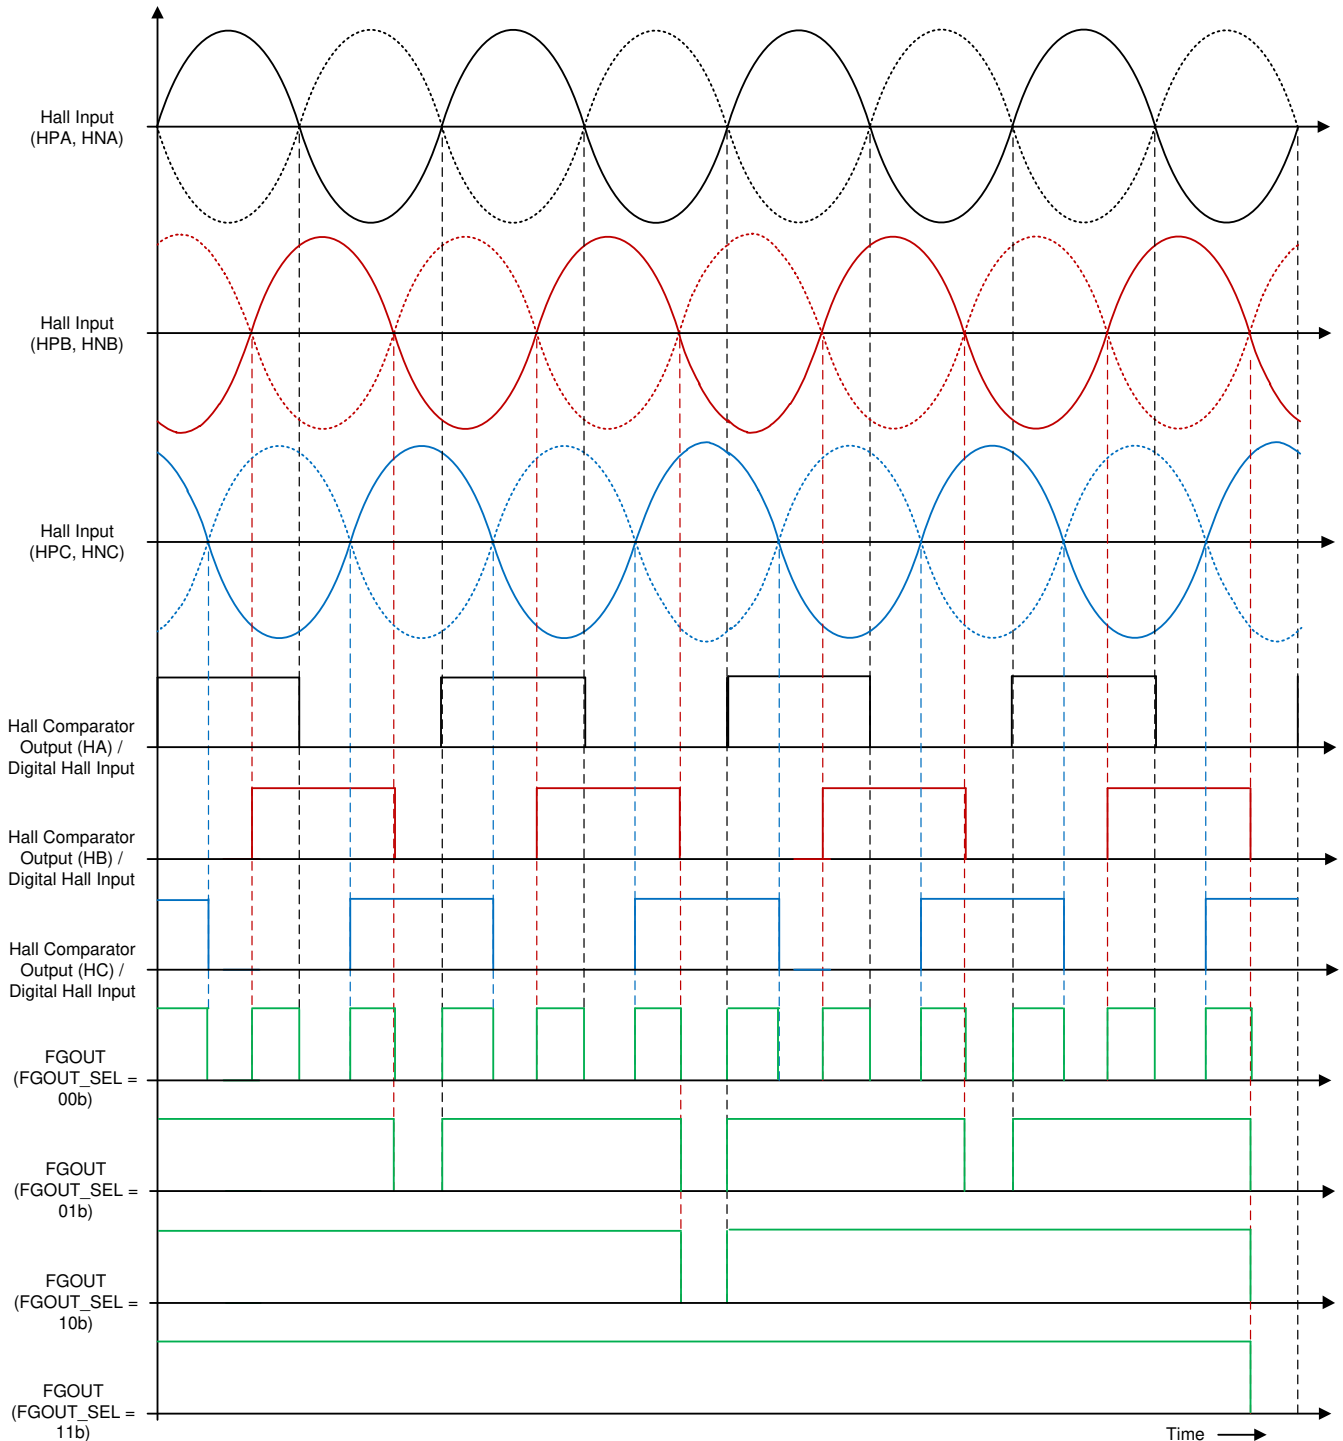 Hall Input
(HPA, HNA)
Hall Input
(HPB, HNB)
Hall Input
(HPC, HNC)
Hall Comparator
Output (HA) /
Digital Hall Input
Hall Comparator
Output (HB) /
Digital Hall Input
Hall Comparator
Output (HC) /
Digital Hall Input
FGOUT
(FGOUT_SEL =
00b)
FGOUT
(FGOUT_SEL =
01b)
FGOUT
(FGOUT_SEL =
10b)
FGOUT
(FGOUT_SEL =
11b)
Time